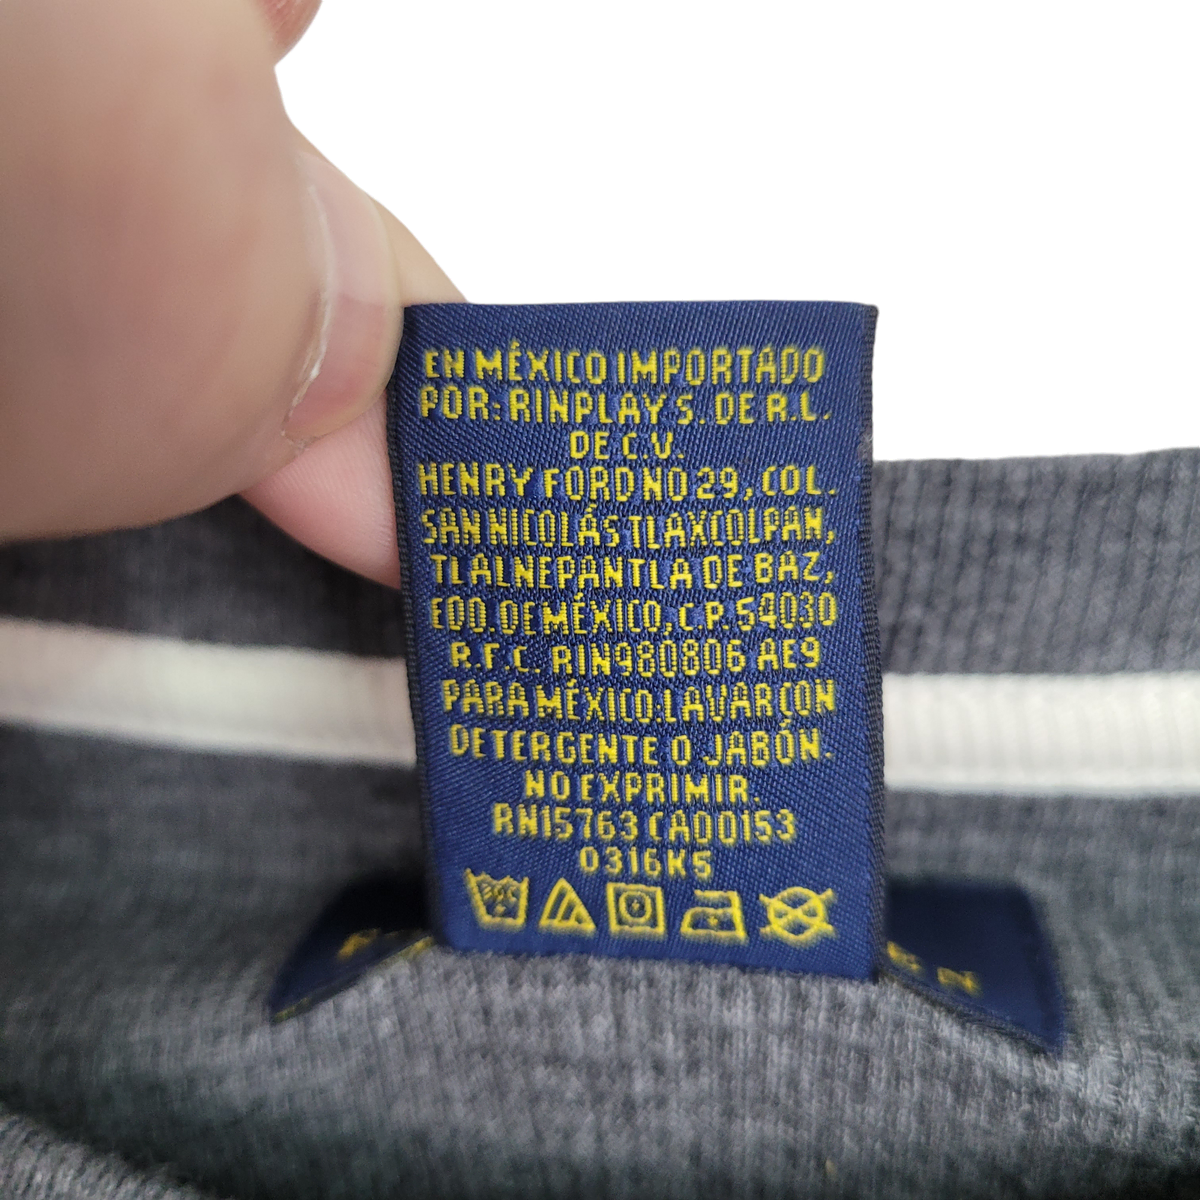 EN MÉXICO IMPORTADO
POR: RINPLAY S. DE R.L.
DE C.V.
HENRY FORD NO 29, COL.
SAN NICOLÁS TLAXCOLPAN,
TLALNEPANTLA DE BAZ,
EDO. DE MÉXICO, C.P. 54030
R.F.C. RIN980806 AE9
PARA MÉXICO: LAVAR CON
DETERGENTE O JABÓN.
NO EXPRIMIR.
RN15763 CA00153
0316K5